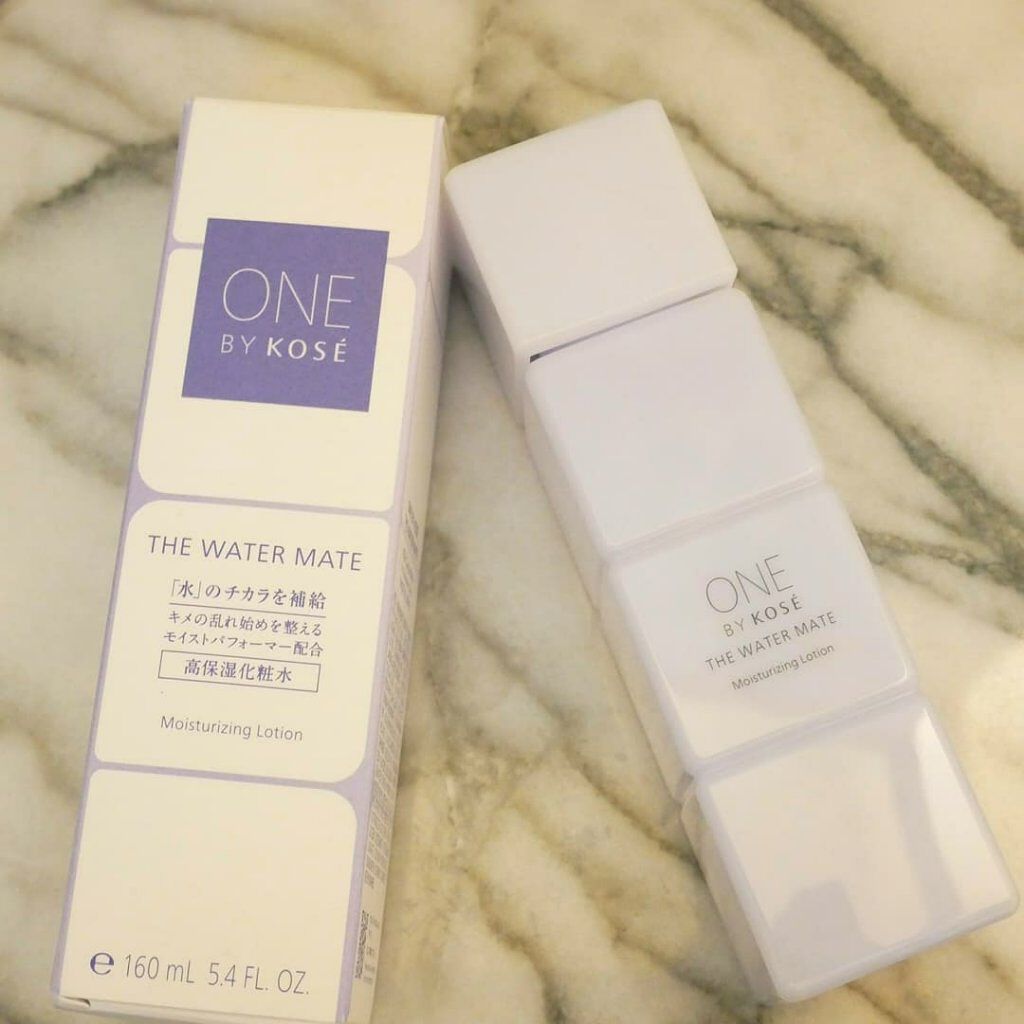 ONE
BY KOSÉ
THE WATER MATE
「水」のチカラを補給
キメの乱れ始めを整える
モイストパフォーマー配合
高保湿化粧水
Moisturizing Lotion
℮ 160 mL 5.4 FL. OZ.
ONE
BY KOSÉ
THE WATER MATE
Moisturizing Lotion